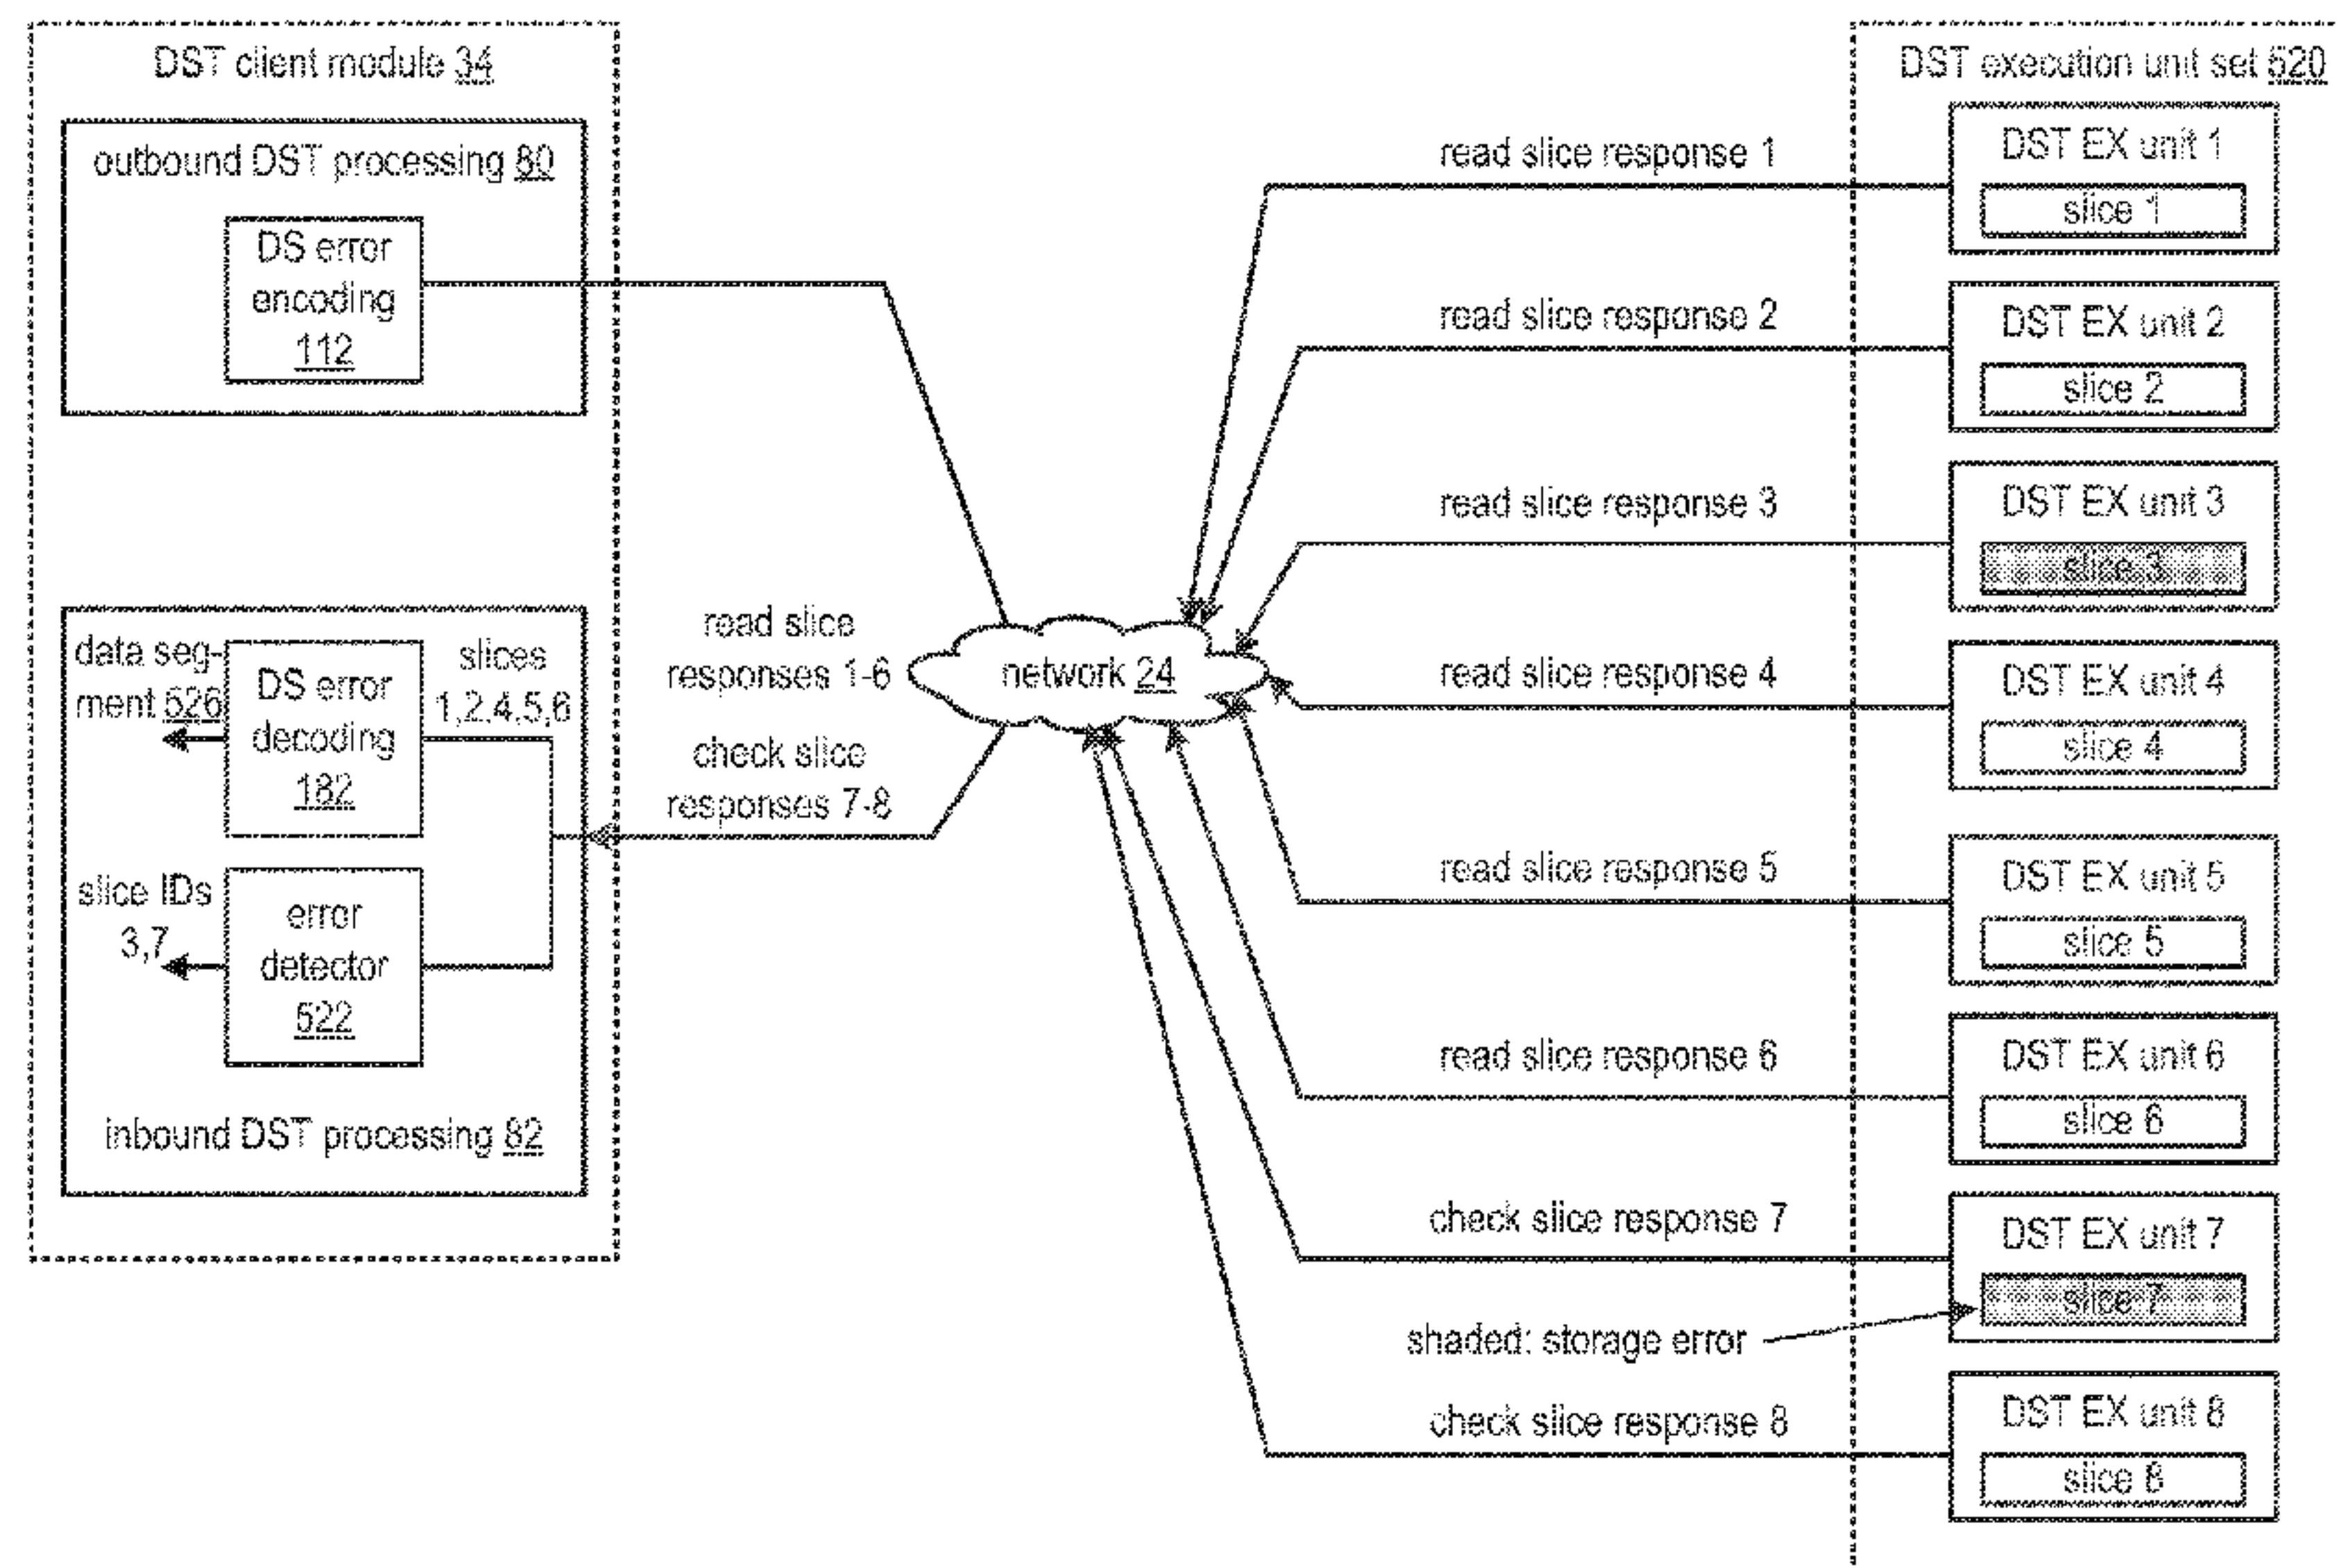 DST client module 34
outbound DST processing 80
DS error
encoding
112
data seg-
ment 526
DS error
decoding
182
slices
1,2,4,5,6
slice IDs
3,7
error
detector
522
inbound DST processing 82
read slice
responses 1-6
check slice
responses 7-8
network 24
read slice response 1
read slice response 2
read slice response 3
read slice response 4
read slice response 5
read slice response 6
check slice response 7
shaded: storage error
check slice response 8
DST execution unit set 520
DST EX unit 1
slice 1
DST EX unit 2
slice 2
DST EX unit 3
slice 3
DST EX unit 4
slice 4
DST EX unit 5
slice 5
DST EX unit 6
slice 6
DST EX unit 7
slice 7
DST EX unit 8
slice 8